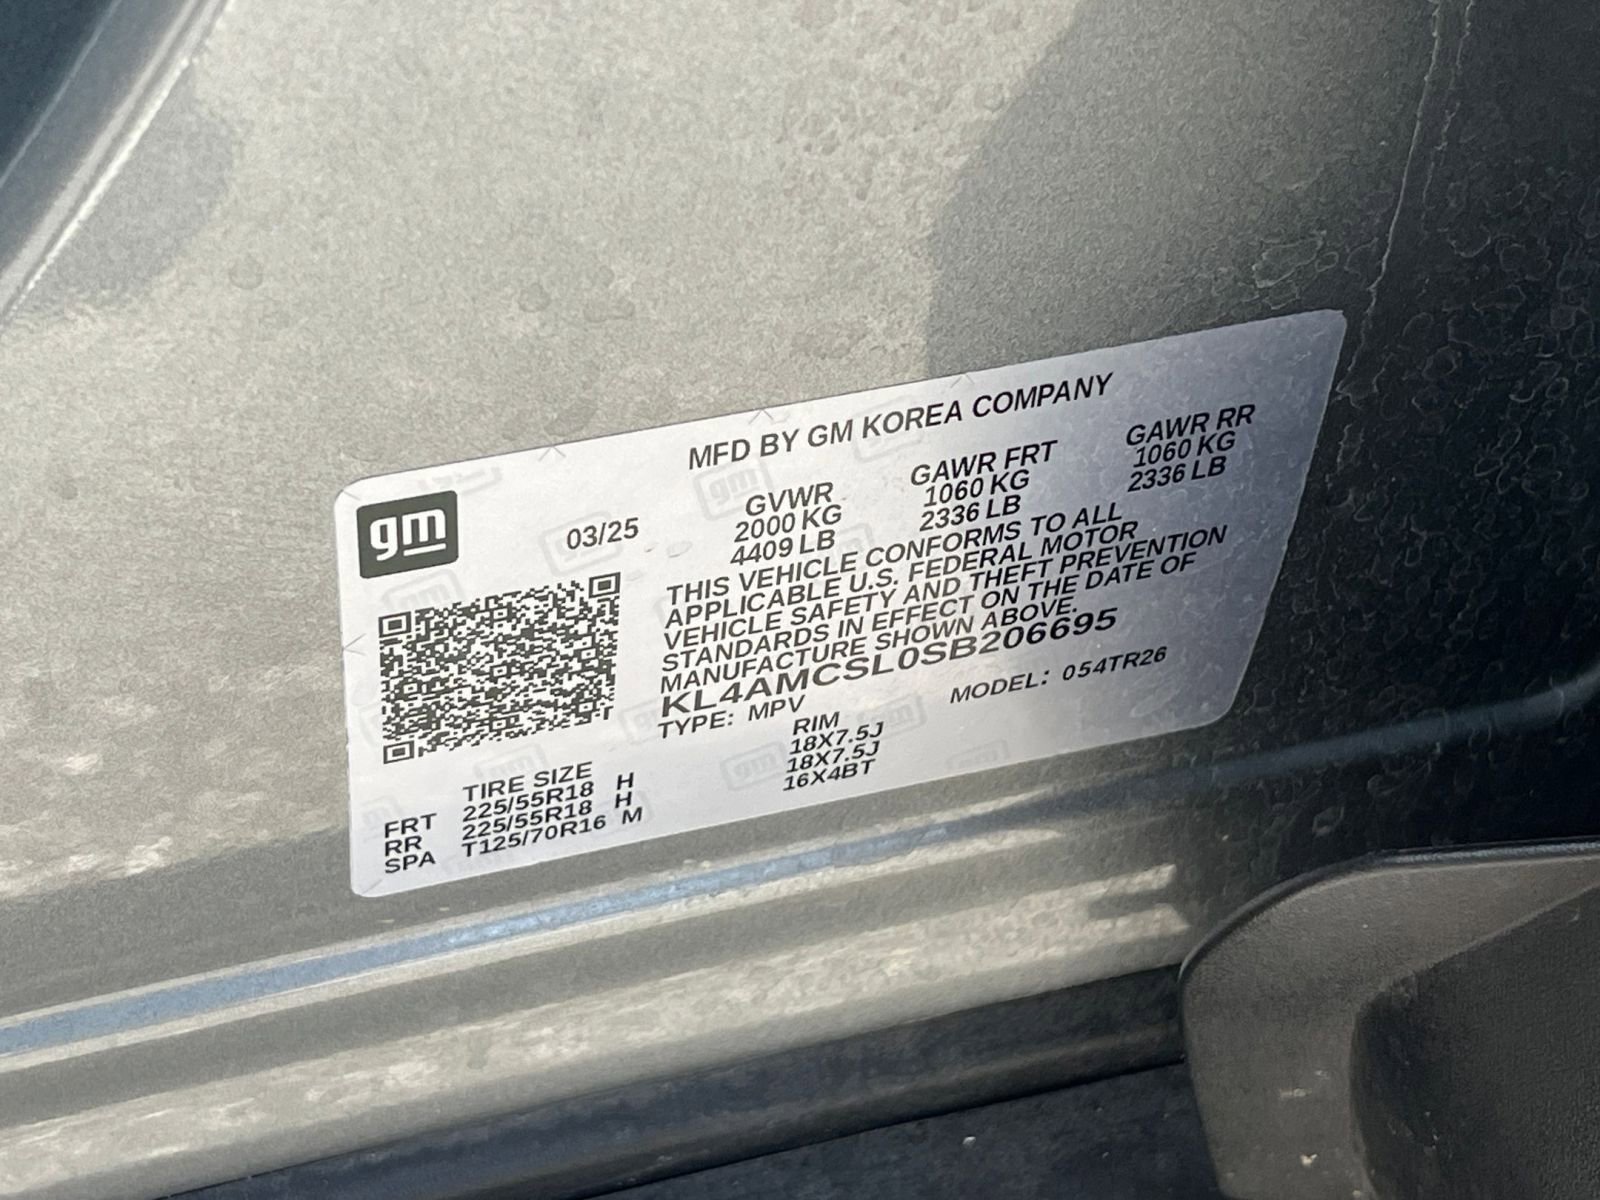 MFD BY GM KOREA COMPANY
gm
03/25
GVWR GAWR FRT GAWR RR
2000 KG 1060 KG 1060 KG
4409 LB 2336 LB 2336 LB
THIS VEHICLE CONFORMS TO ALL
APPLICABLE U.S. FEDERAL MOTOR
VEHICLE SAFETY AND THEFT PREVENTION
STANDARDS IN EFFECT ON THE DATE OF
MANUFACTURE SHOWN ABOVE.
KL4AMCSL0SB206695
TYPE: MPV MODEL: 054TR26
TIRE SIZE RIM
FRT 225/55R18 H 18X7.5J
RR 225/55R18 H 18X7.5J
SPA T125/70R16 M 16X4BT